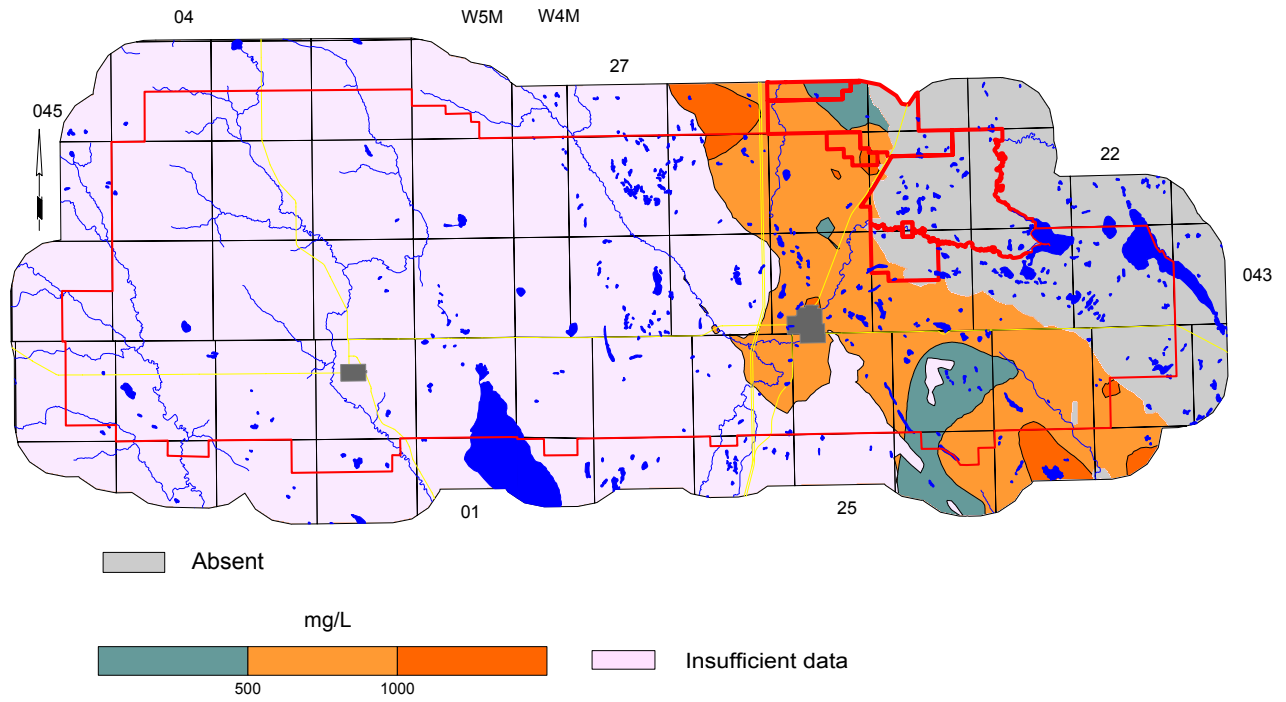 04
W5M W4M
27
045
22
043
01
25
Absent
mg/L
500 1000
Insufficient data